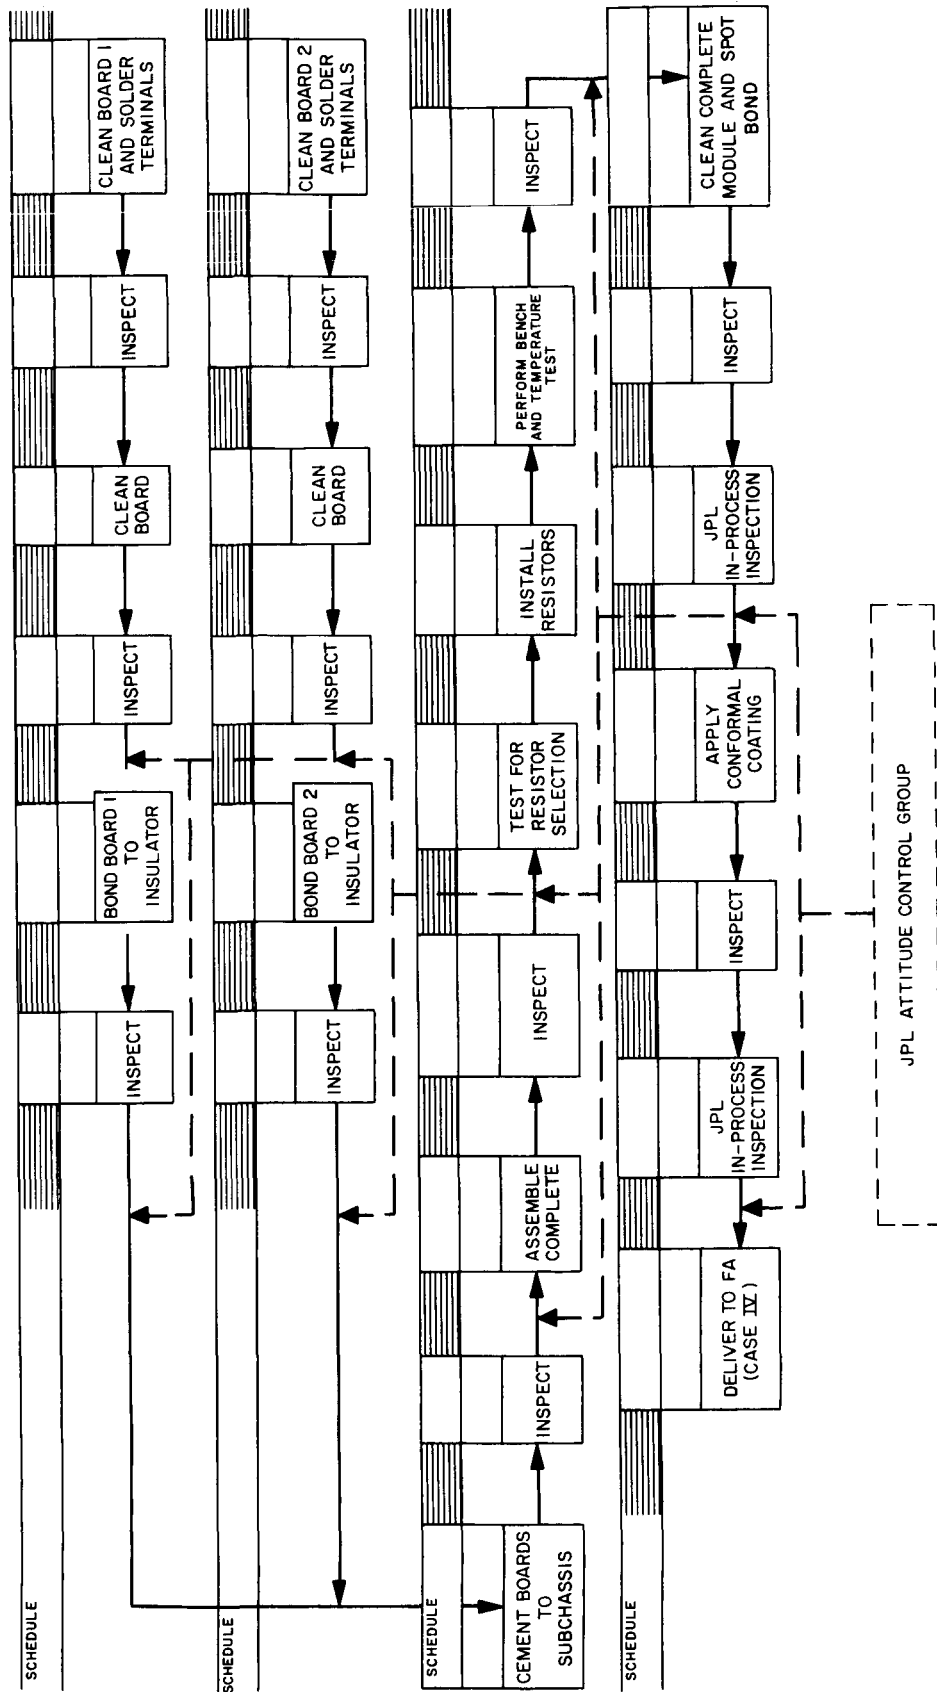 SCHEDULE
INSPECT
BOND BOARD 1
TO
INSULATOR
INSPECT
CLEAN
BOARD
INSPECT
CLEAN BOARD 1
AND SOLDER
TERMINALS
SCHEDULE
INSPECT
BOND BOARD 2
TO
INSULATOR
INSPECT
CLEAN
BOARD
INSPECT
CLEAN BOARD 2
AND SOLDER
TERMINALS
SCHEDULE
CEMENT BOARDS
TO
SUBCHASSIS
INSPECT
ASSEMBLE
COMPLETE
INSPECT
TEST FOR
RESISTOR
SELECTION
INSTALL
RESISTORS
PERFORM BENCH
AND TEMPERATURE
TEST
INSPECT
DELIVER TO FA
(CASE IV)
JPL
IN-PROCESS
INSPECTION
INSPECT
APPLY
CONFORMAL
COATING
JPL
IN-PROCESS
INSPECTION
INSPECT
CLEAN COMPLETE
MODULE AND SPOT
BOND
JPL ATTITUDE CONTROL GROUP